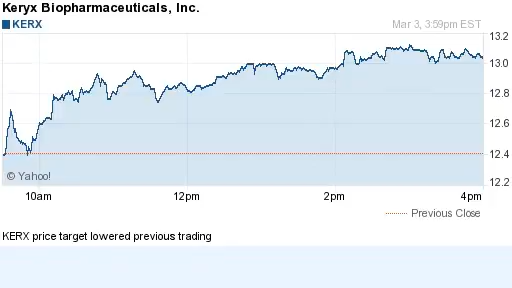 Keryx Biopharmaceuticals, Inc.
KERX
Mar 3, 3:59pm EST
13.2
13.0
12.8
12.6
12.4
12.2
© Yahoo!
10am 12pm 2pm 4pm
Previous Close
KERX price target lowered previous trading